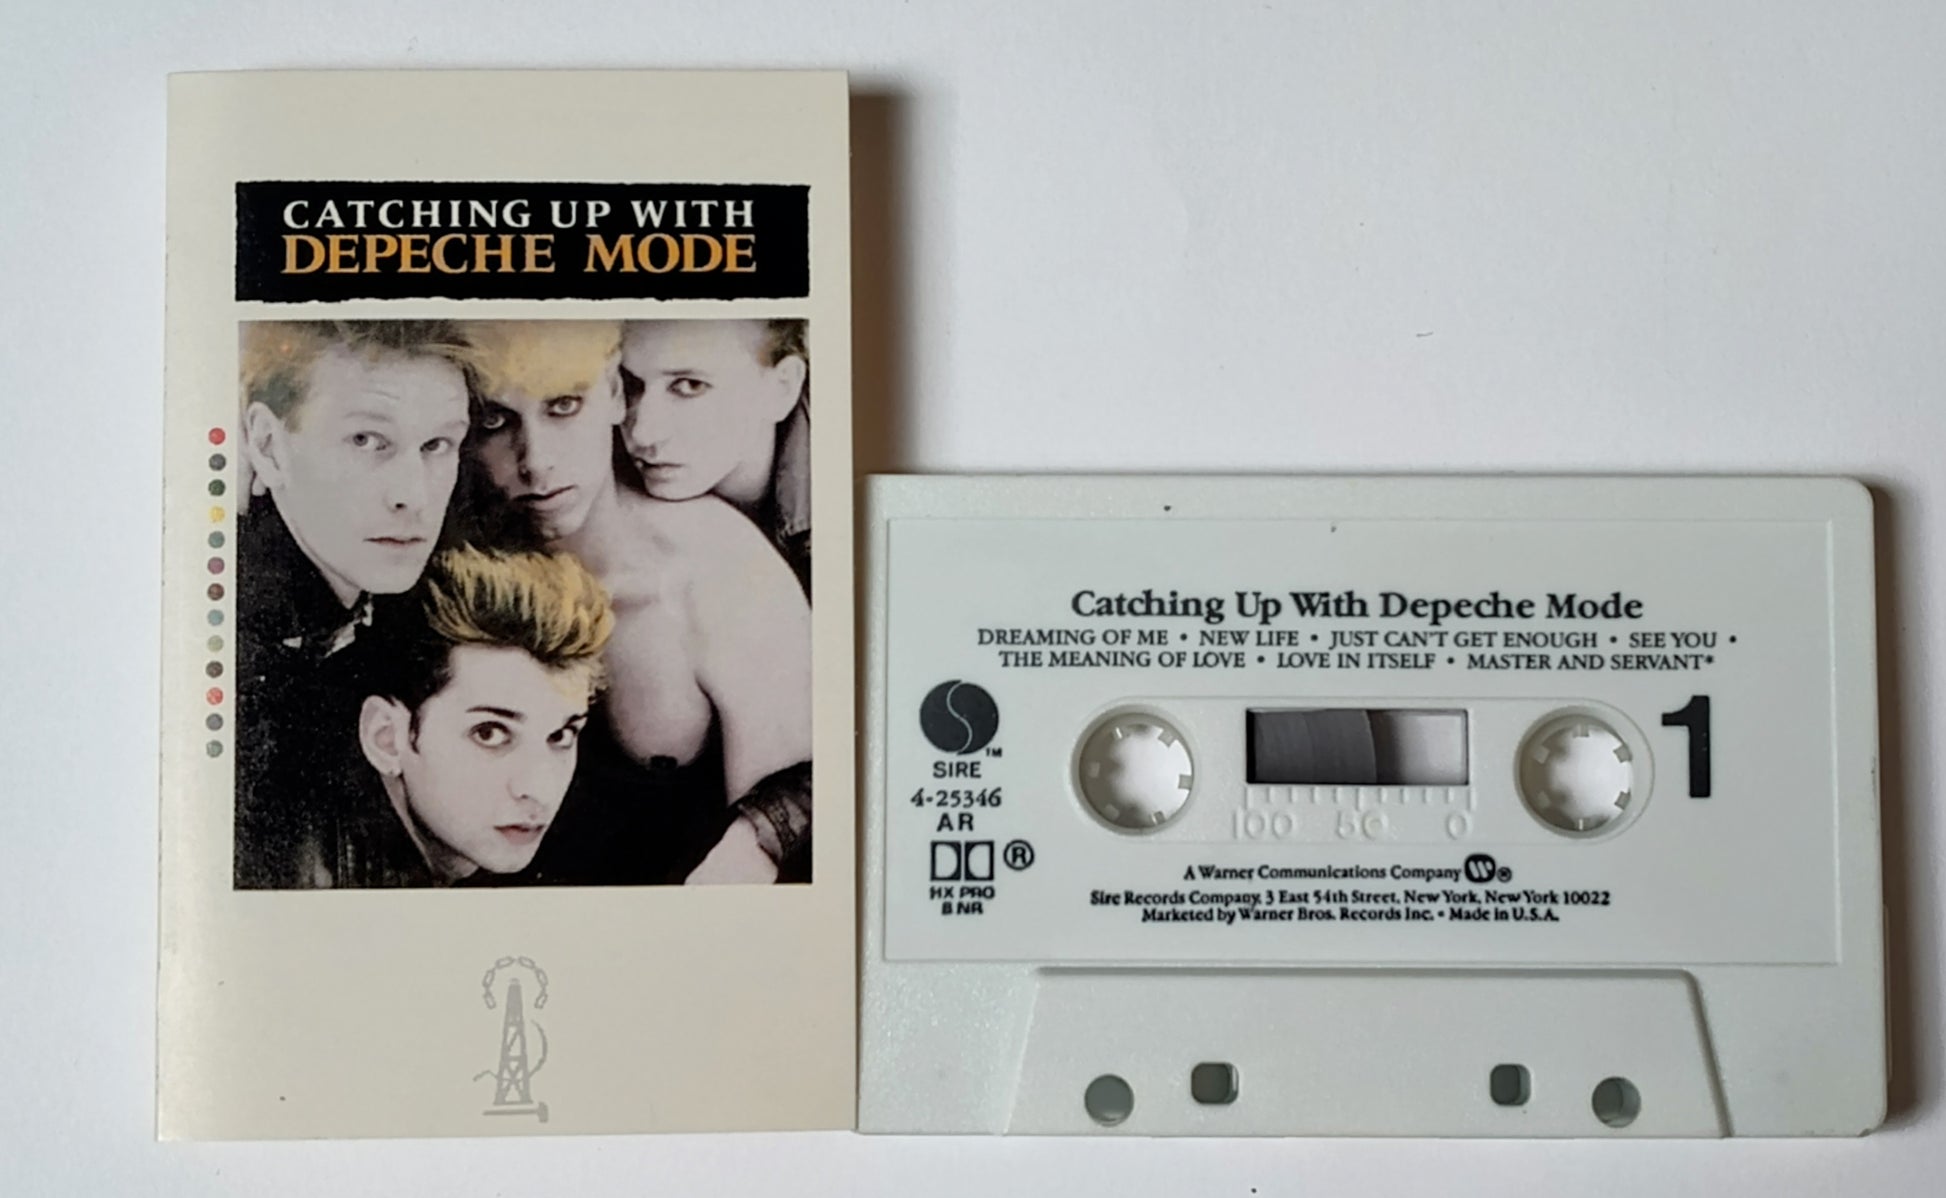 CATCHING UP WITH
DEPECHE MODE
Catching Up With Depeche Mode
DREAMING OF ME • NEW LIFE • JUST CAN'T GET ENOUGH • SEE YOU •
THE MEANING OF LOVE • LOVE IN ITSELF • MASTER AND SERVANT*
TM
SIRE
4-25346
AR
®
HX PRO
B NR
1
100 50 0
A Warner Communications Company ®
Sire Records Company, 3 East 54th Street, New York, New York 10022
Marketed by Warner Bros. Records Inc. • Made in U.S.A.